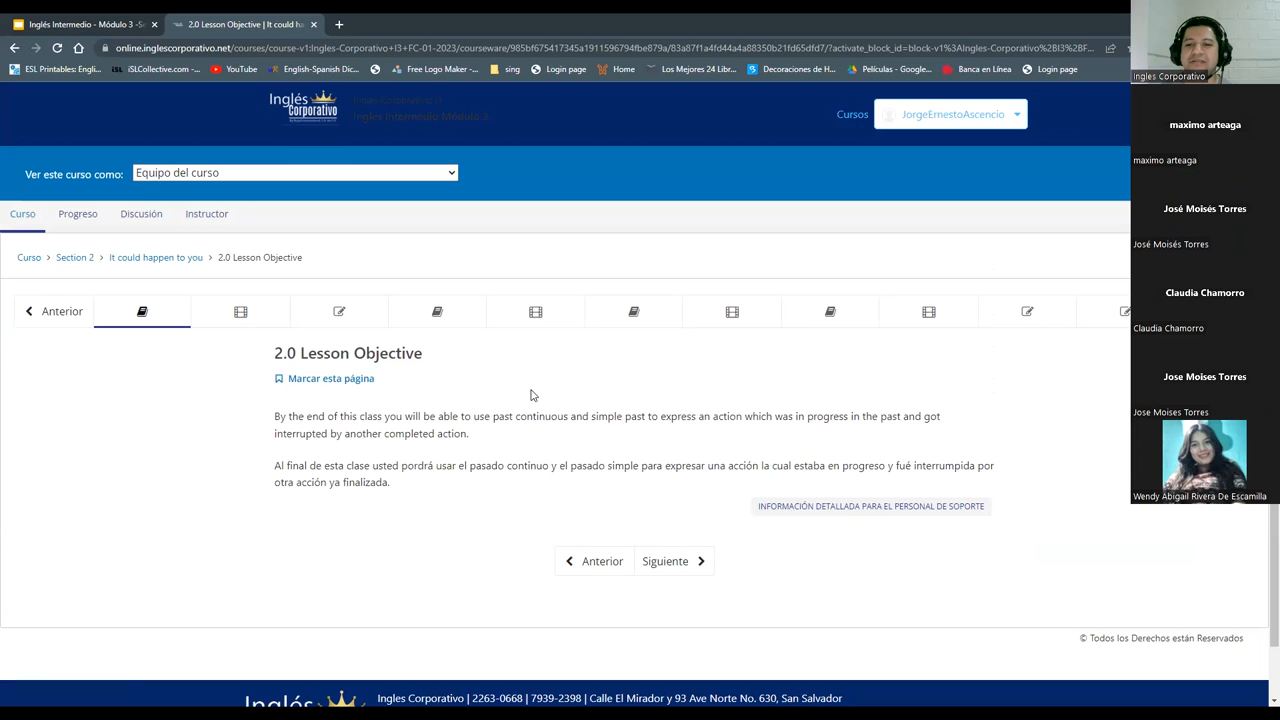 Inglés Intermedio - Módulo 3 -S
2.0 Lesson Objective | It could ha
online.inglescorporativo.net/courses/course-v1:Ingles-Corporativo+I3+FC-01-2023/courseware/985bf675417345a1911596794fbe879a/83a87f1a4fd44a4a88350b21fd65dfd7/?activate_block_id=block-v1%3AIngles-Corporativo%2BI3%2BF...
ESL Printables: Engli...
iSLCollective.com - ...
YouTube
English-Spanish Dic...
Free Logo Maker -...
sing
Login page
Home
Los Mejores 24 Libr...
Decoraciones de H...
Películas - Google...
Banca en Línea
Login page
Inglés
Corporativo
Ingles Corporativo I3
Ingles Intermedio Módulo 3
Cursos
JorgeErnestoAscencio
Ver este curso como:
Equipo del curso
Curso
Progreso
Discusión
Instructor
Curso > Section 2 > It could happen to you > 2.0 Lesson Objective
Anterior
2.0 Lesson Objective
Marcar esta página
By the end of this class you will be able to use past continuous and simple past to express an action which was in progress in the past and got
interrupted by another completed action.
Al final de esta clase usted pordrá usar el pasado continuo y el pasado simple para expresar una acción la cual estaba en progreso y fué interrumpida por
otra acción ya finalizada.
INFORMACIÓN DETALLADA PARA EL PERSONAL DE SOPORTE
Anterior
Siguiente
© Todos los Derechos están Reservados
Inglés
Ingles Corporativo | 2263-0668 | 7939-2398 | Calle El Mirador y 93 Ave Norte No. 630, San Salvador
Ingles Corporativo
maximo arteaga
maximo arteaga
José Moisés Torres
José Moisés Torres
Claudia Chamorro
Claudia Chamorro
Jose Moises Torres
Jose Moises Torres
Wendy Abigail Rivera De Escamilla